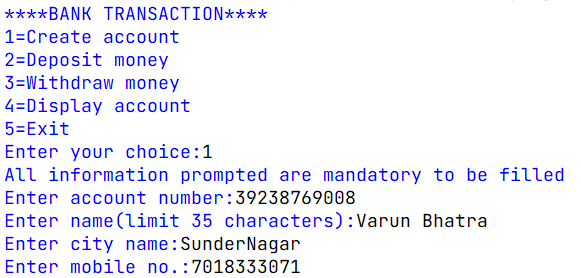 ****BANK TRANSACTION****
1=Create account
2=Deposit money
3=Withdraw money
4=Display account
5=Exit
Enter your choice:1
All information prompted are mandatory to be filled
Enter account number:39238769008
Enter name(limit 35 characters):Varun Bhatra
Enter city name:SunderNagar
Enter mobile no.:7018333071